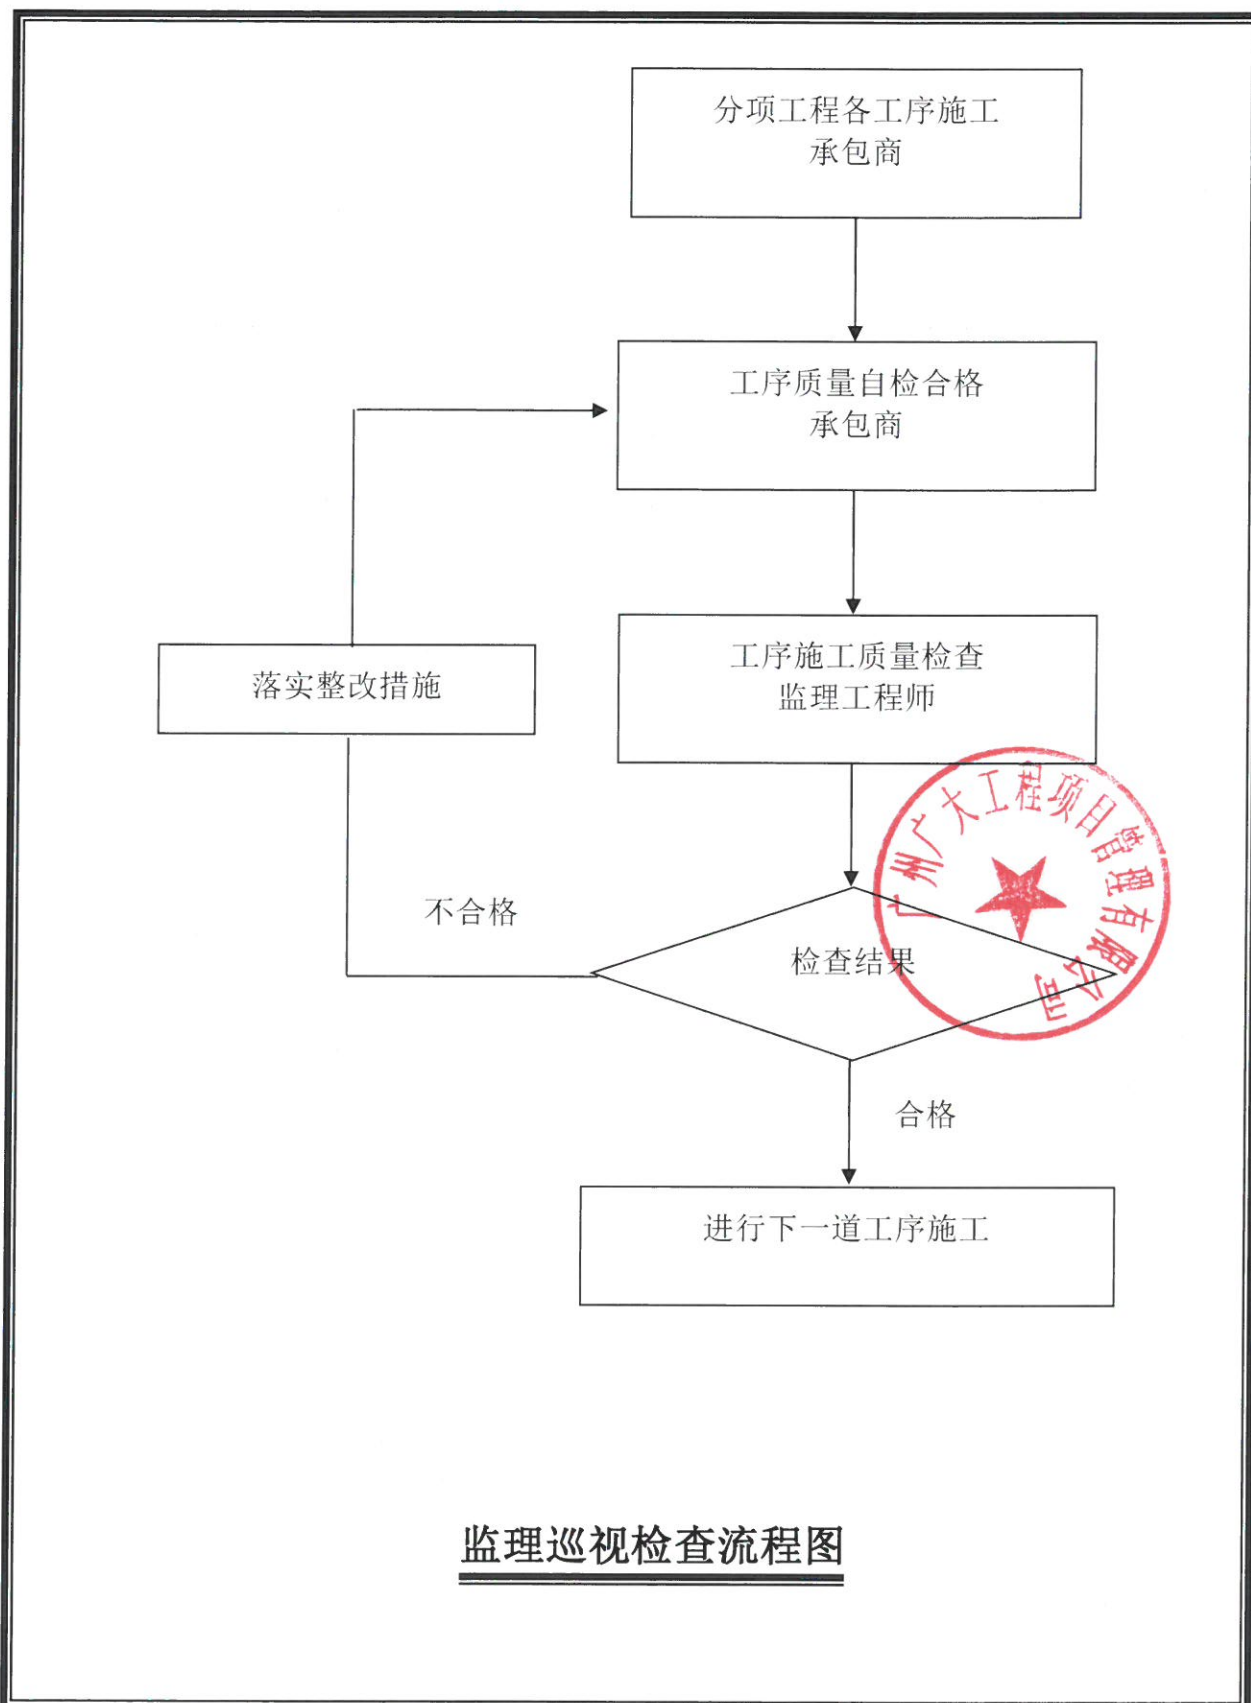 分项工程各工序施工
承包商
工序质量自检合格
承包商
工序施工质量检查
监理工程师
落实整改措施
广州广大工程项目管理有限公司
不合格
检查结果
合格
进行下一道工序施工
监理巡视检查流程图